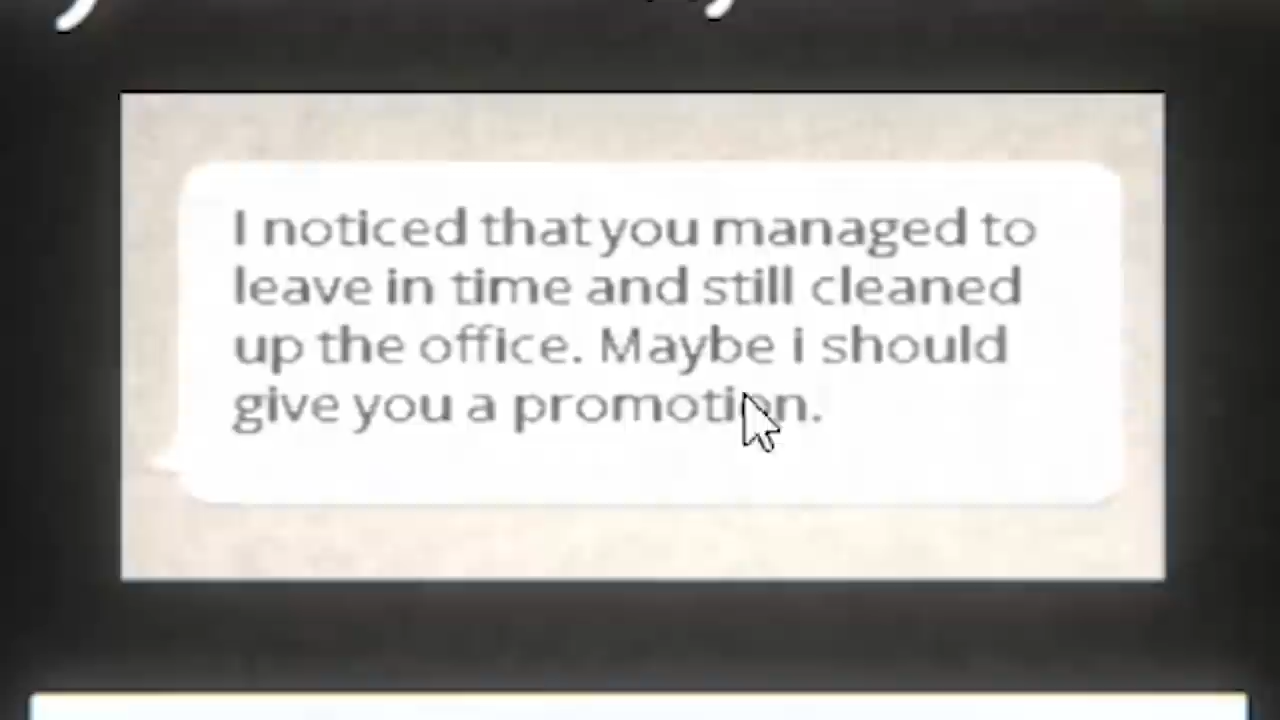 I noticed that you managed to
leave in time and still cleaned
up the office. Maybe i should
give you a promotion.